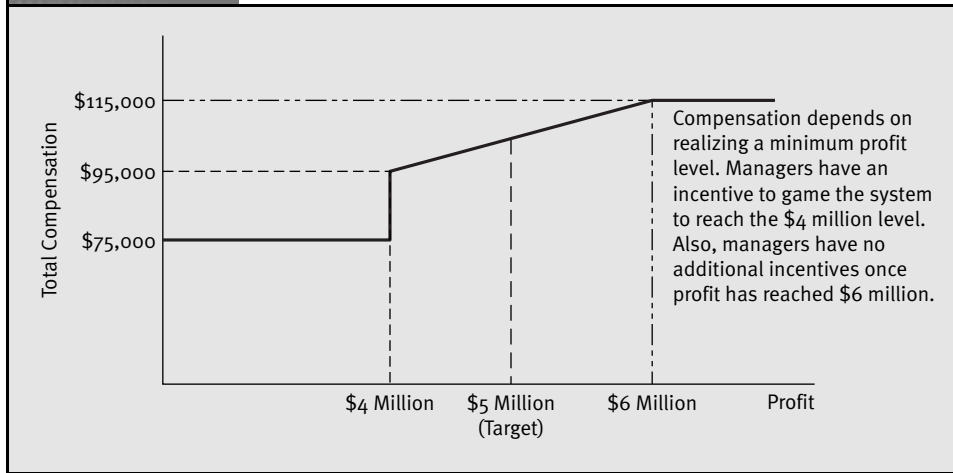 Total Compensation
$115,000
$95,000
$75,000
Compensation depends on
realizing a minimum profit
level. Managers have an
incentive to game the system
to reach the $4 million level.
Also, managers have no
additional incentives once
profit has reached $6 million.
$4 Million
$5 Million
(Target)
$6 Million
Profit